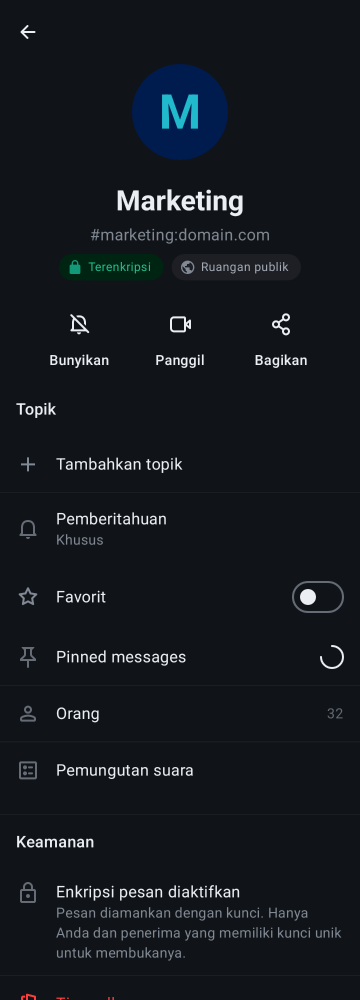 M
Marketing
#marketing:domain.com
Terenkripsi
Ruangan publik
Bunyikan
Panggil
Bagikan
Topik
Tambahkan topik
Pemberitahuan
Khusus
Favorit
Pinned messages
Orang
32
Pemungutan suara
Keamanan
Enkripsi pesan diaktifkan
Pesan diamankan dengan kunci. Hanya
Anda dan penerima yang memiliki kunci unik
untuk membukanya.